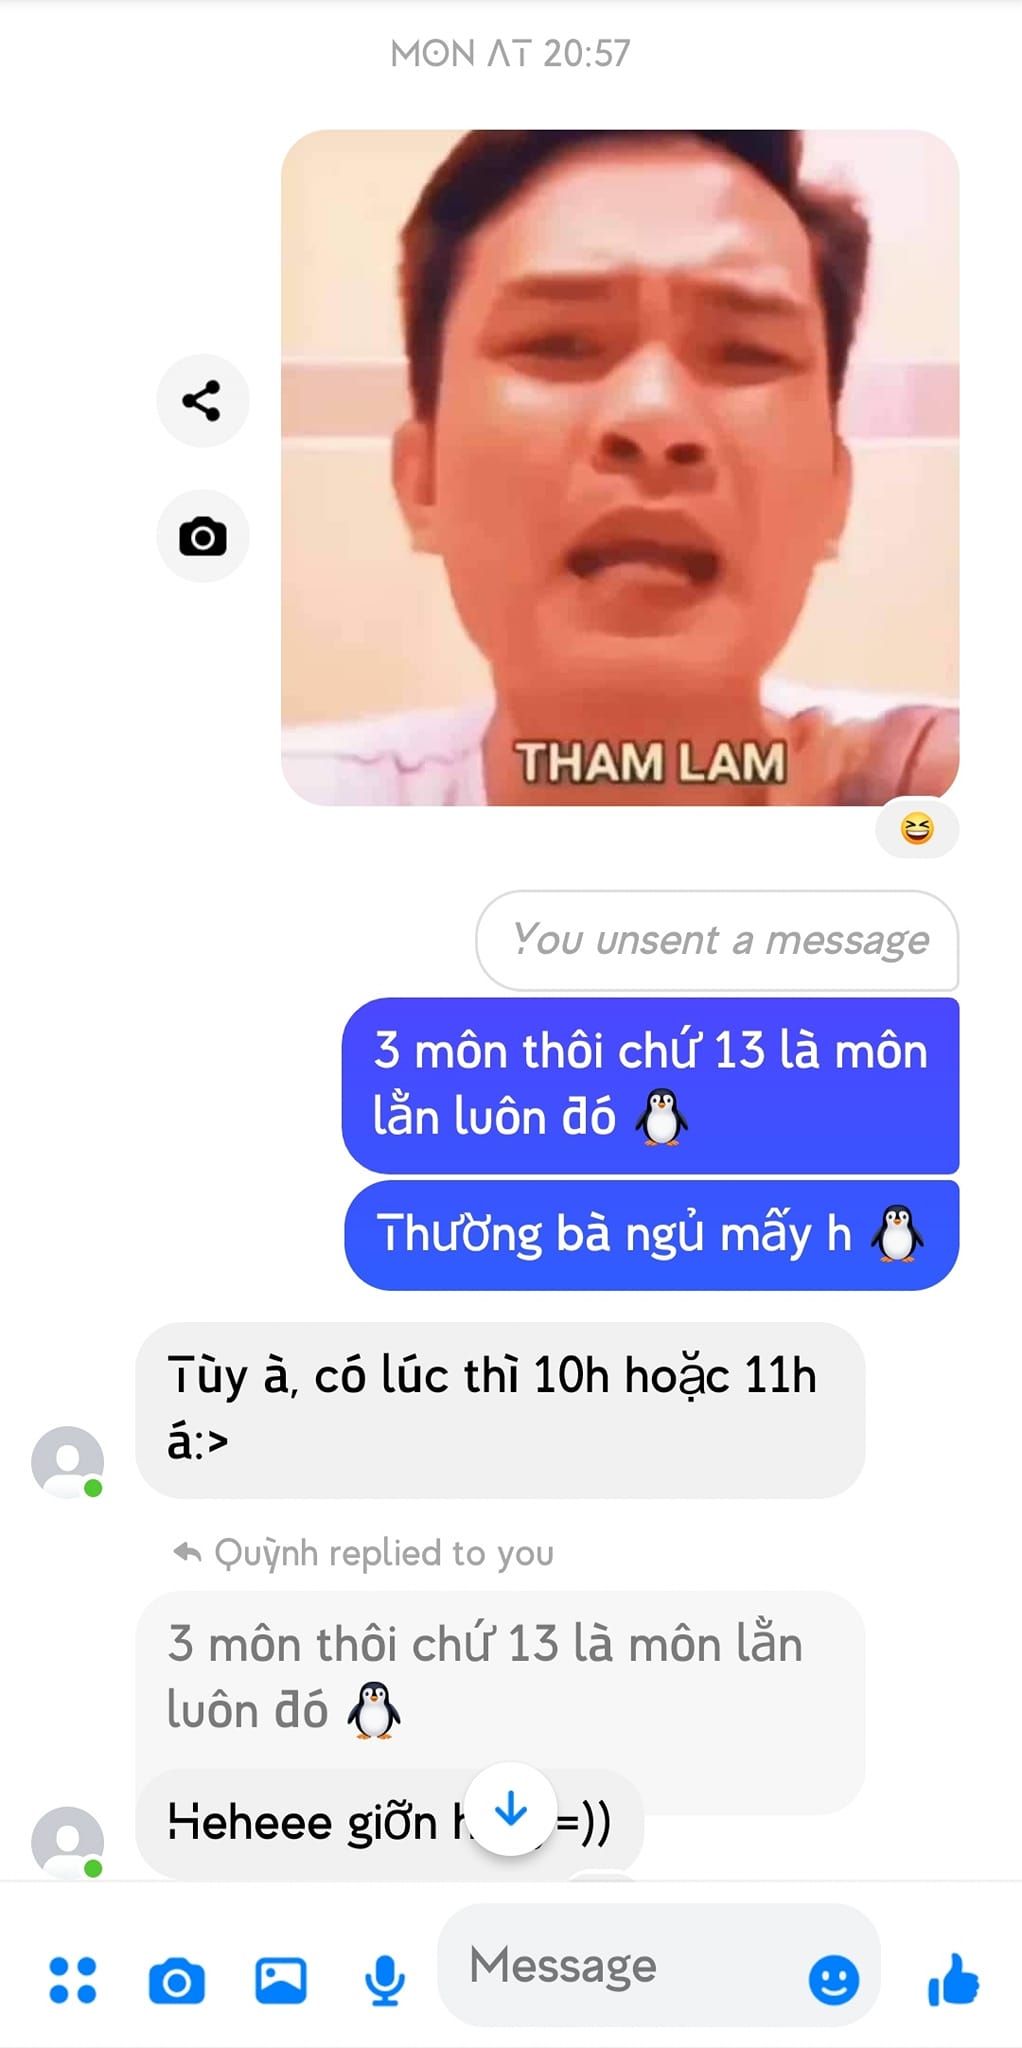 MON AT 20:57
THAM LAM
You unsent a message
3 môn thôi chứ 13 là môn
lằn luôn đó 🐧
Thường bà ngủ mấy h 🐧
Tùy à, có lúc thì 10h hoặc 11h
á:>
Quỳnh replied to you
3 môn thôi chứ 13 là môn lằn
luôn đó 🐧
Heheee giỡn =))
Message